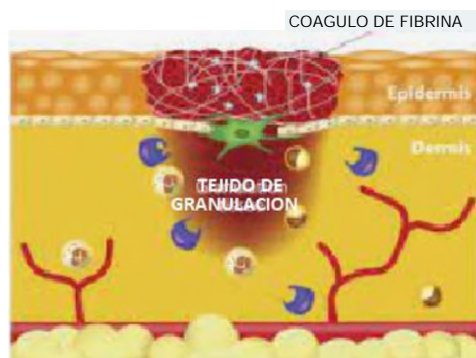 COAGULO DE FIBRINA
Epidermis
Dermis
TEJIDO DE
GRANULACION